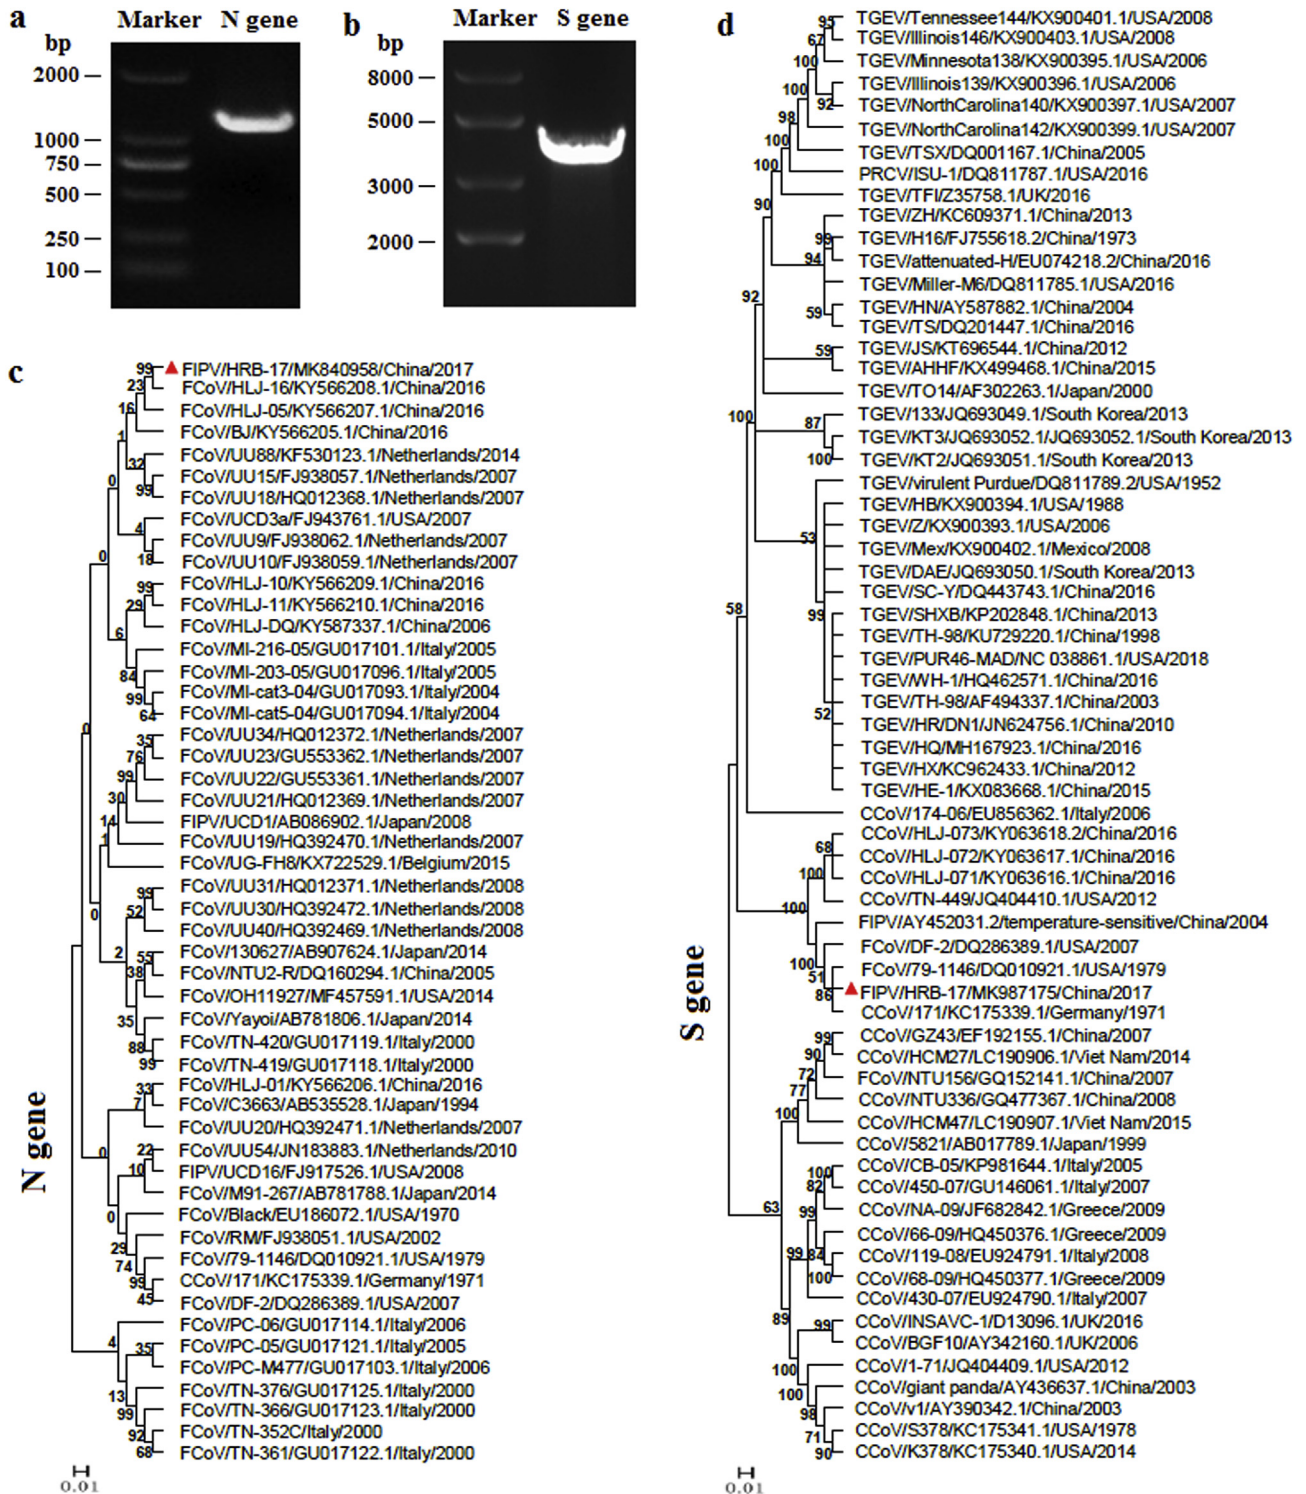 a
Marker N gene
bp
2000
1000
750
500
250
100
b
Marker S gene
bp
8000
5000
3000
2000
c
99 FIPV/HRB-17/MK840958/China/2017
23 FCoV/HLJ-16/KY566208.1/China/2016
16 FCoV/HLJ-05/KY566207.1/China/2016
1 FCoV/BJ/KY566205.1/China/2016
32 FCoV/UU88/KF530123.1/Netherlands/2014
FCoV/UU15/FJ938057.1/Netherlands/2007
99 FCoV/UU18/HQ012368.1/Netherlands/2007
0
4 FCoV/UCD3a/FJ943761.1/USA/2007
FCoV/UU9/FJ938062.1/Netherlands/2007
0 18 FCoV/UU10/FJ938059.1/Netherlands/2007
99 FCoV/HLJ-10/KY566209.1/China/2016
29 FCoV/HLJ-11/KY566210.1/China/2016
6 FCoV/HLJ-DQ/KY587337.1/China/2006
FCoV/MI-216-05/GU017101.1/Italy/2005
84 FCoV/MI-203-05/GU017096.1/Italy/2005
99 FCoV/MI-cat3-04/GU017093.1/Italy/2004
64 FCoV/MI-cat5-04/GU017094.1/Italy/2004
0
35 FCoV/UU34/HQ012372.1/Netherlands/2007
76 FCoV/UU23/GU553362.1/Netherlands/2007
99 FCoV/UU22/GU553361.1/Netherlands/2007
30 FCoV/UU21/HQ012369.1/Netherlands/2007
14 FIPV/UCD1/AB086902.1/Japan/2008
1 FCoV/UU19/HQ392470.1/Netherlands/2007
FCoV/UG-FH8/KX722529.1/Belgium/2015
99 FCoV/UU31/HQ012371.1/Netherlands/2008
0 52 FCoV/UU30/HQ392472.1/Netherlands/2008
FCoV/UU40/HQ392469.1/Netherlands/2008
2 55 FCoV/130627/AB907624.1/Japan/2014
38 FCoV/NTU2-R/DQ160294.1/China/2005
FCoV/OH11927/MF457591.1/USA/2014
35 FCoV/Yayoi/AB781806.1/Japan/2014
88 FCoV/TN-420/GU017119.1/Italy/2000
99 FCoV/TN-419/GU017118.1/Italy/2000
33 FCoV/HLJ-01/KY566206.1/China/2016
7 FCoV/C3663/AB535528.1/Japan/1994
FCoV/UU20/HQ392471.1/Netherlands/2007
0 22 FCoV/UU54/JN183883.1/Netherlands/2010
10 FIPV/UCD16/FJ917526.1/USA/2008
FCoV/M91-267/AB781788.1/Japan/2014
0 FCoV/Black/EU186072.1/USA/1970
29 FCoV/RM/FJ938051.1/USA/2002
74 FCoV/79-1146/DQ010921.1/USA/1979
99 CCoV/171/KC175339.1/Germany/1971
45 FCoV/DF-2/DQ286389.1/USA/2007
4 FCoV/PC-06/GU017114.1/Italy/2006
35 FCoV/PC-05/GU017121.1/Italy/2005
FCoV/PC-M477/GU017103.1/Italy/2006
13 FCoV/TN-376/GU017125.1/Italy/2000
99 FCoV/TN-366/GU017123.1/Italy/2000
92 FCoV/TN-352C/Italy/2000
68 FCoV/TN-361/GU017122.1/Italy/2000
N gene
0.01
d
95 TGEV/Tennessee144/KX900401.1/USA/2008
67 TGEV/Illinois146/KX900403.1/USA/2008
100 TGEV/Minnesota138/KX900395.1/USA/2006
100 TGEV/Illinois139/KX900396.1/USA/2006
92 TGEV/NorthCarolina140/KX900397.1/USA/2007
98 TGEV/NorthCarolina142/KX900399.1/USA/2007
100 TGEV/TSX/DQ001167.1/China/2005
100 PRCV/ISU-1/DQ811787.1/USA/2016
TGEV/TFI/Z35758.1/UK/2016
90 TGEV/ZH/KC609371.1/China/2013
99 TGEV/H16/FJ755618.2/China/1973
94 TGEV/attenuated-H/EU074218.2/China/2016
TGEV/Miller-M6/DQ811785.1/USA/2016
92 59 TGEV/HN/AY587882.1/China/2004
TGEV/TS/DQ201447.1/China/2016
59 TGEV/JS/KT696544.1/China/2012
TGEV/AHHF/KX499468.1/China/2015
TGEV/TO14/AF302263.1/Japan/2000
100 87 TGEV/133/JQ693049.1/South Korea/2013
TGEV/KT3/JQ693052.1/JQ693052.1/South Korea/2013
100 TGEV/KT2/JQ693051.1/South Korea/2013
TGEV/virulent Purdue/DQ811789.2/USA/1952
TGEV/HB/KX900394.1/USA/1988
53 TGEV/Z/KX900393.1/USA/2006
TGEV/Mex/KX900402.1/Mexico/2008
TGEV/DAE/JQ693050.1/South Korea/2013
TGEV/SC-Y/DQ443743.1/China/2016
58 99 TGEV/SHXB/KP202848.1/China/2013
TGEV/TH-98/KU729220.1/China/1998
TGEV/PUR46-MAD/NC 038861.1/USA/2018
TGEV/WH-1/HQ462571.1/China/2016
TGEV/TH-98/AF494337.1/China/2003
52 TGEV/HR/DN1/JN624756.1/China/2010
TGEV/HQ/MH167923.1/China/2016
TGEV/HX/KC962433.1/China/2012
TGEV/HE-1/KX083668.1/China/2015
CCoV/174-06/EU856362.1/Italy/2006
CCoV/HLJ-073/KY063618.2/China/2016
68 CCoV/HLJ-072/KY063617.1/China/2016
100 CCoV/HLJ-071/KY063616.1/China/2016
100 CCoV/TN-449/JQ404410.1/USA/2012
FIPV/AY452031.2/temperature-sensitive/China/2004
FCoV/DF-2/DQ286389.1/USA/2007
100 FCoV/79-1146/DQ010921.1/USA/1979
51
86 FIPV/HRB-17/MK987175/China/2017
CCoV/171/KC175339.1/Germany/1971
99 CCoV/GZ43/EF192155.1/China/2007
90 CCoV/HCM27/LC190906.1/Viet Nam/2014
72 FCoV/NTU156/GQ152141.1/China/2007
77 CCoV/NTU336/GQ477367.1/China/2008
100 CCoV/HCM47/LC190907.1/Viet Nam/2015
CCoV/5821/AB017789.1/Japan/1999
100 CCoV/CB-05/KP981644.1/Italy/2005
82 CCoV/450-07/GU146061.1/Italy/2007
63 99 CCoV/NA-09/JF682842.1/Greece/2009
CCoV/66-09/HQ450376.1/Greece/2009
99 84 CCoV/119-08/EU924791.1/Italy/2008
100 CCoV/68-09/HQ450377.1/Greece/2009
CCoV/430-07/EU924790.1/Italy/2007
89 99 CCoV/INSAVC-1/D13096.1/UK/2016
CCoV/BGF10/AY342160.1/UK/2006
100 CCoV/1-71/JQ404409.1/USA/2012
100 CCoV/giant panda/AY436637.1/China/2003
98 CCoV/v1/AY390342.1/China/2003
71 CCoV/S378/KC175341.1/USA/1978
90 CCoV/K378/KC175340.1/USA/2014
S gene
0.01